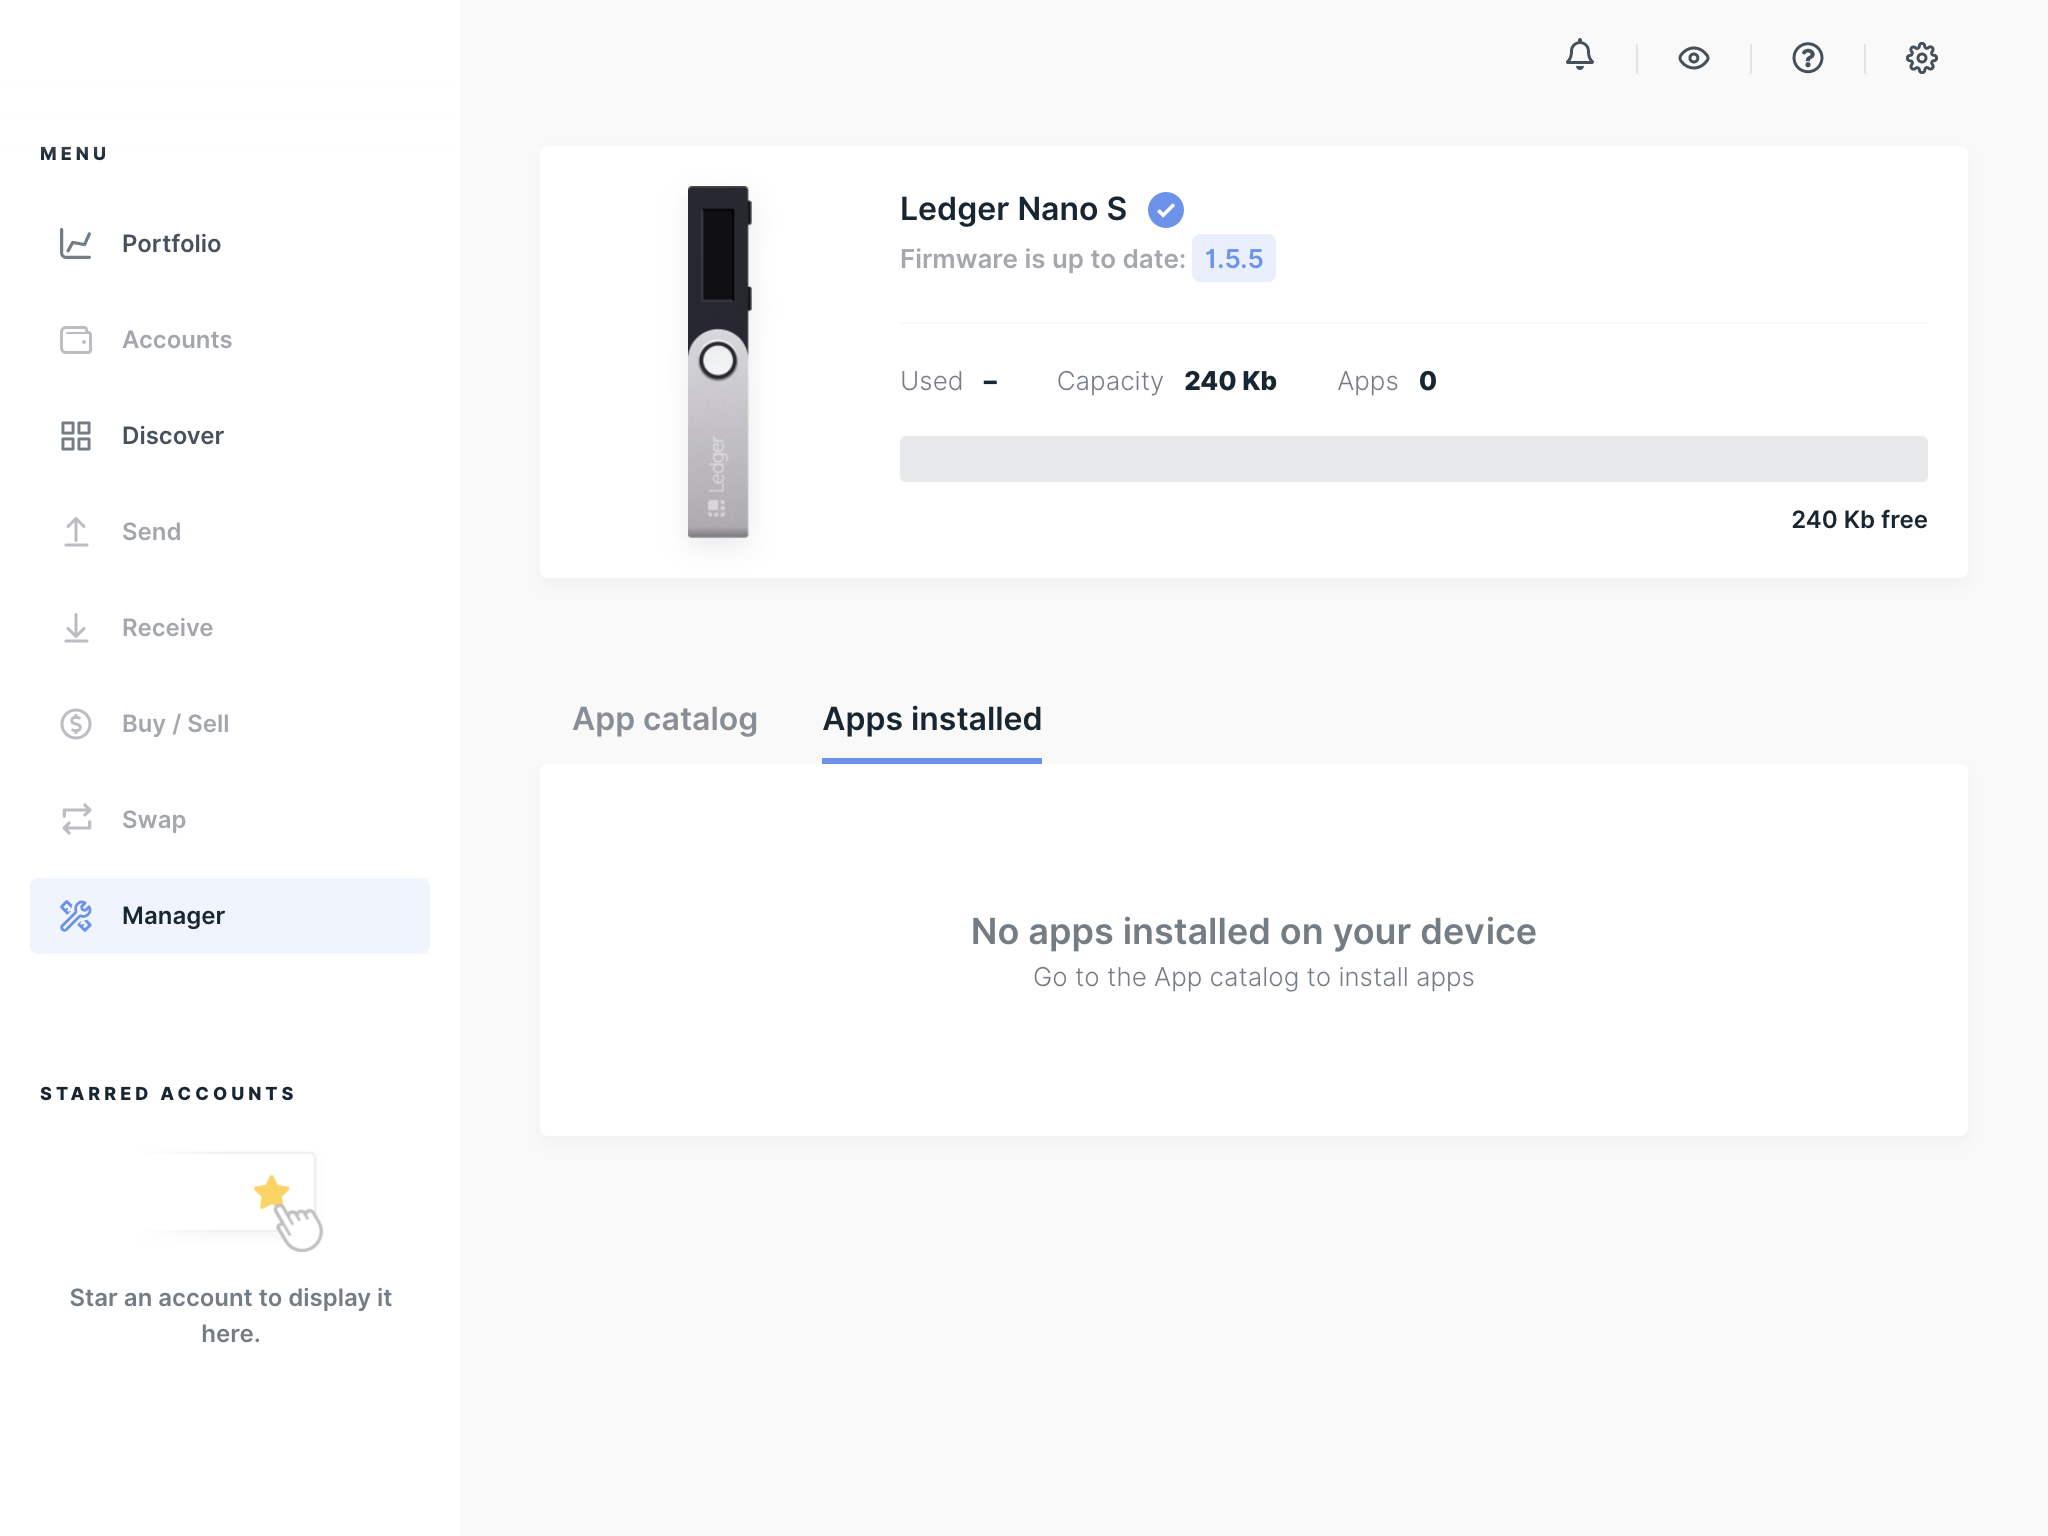 MENU
Portfolio
Accounts
Discover
Send
Receive
Buy / Sell
Swap
Manager
STARRED ACCOUNTS
Star an account to display it
here.
Ledger Nano S
Firmware is up to date: 1.5.5
Used – Capacity 240 Kb Apps 0
240 Kb free
Ledger
App catalog Apps installed
No apps installed on your device
Go to the App catalog to install apps